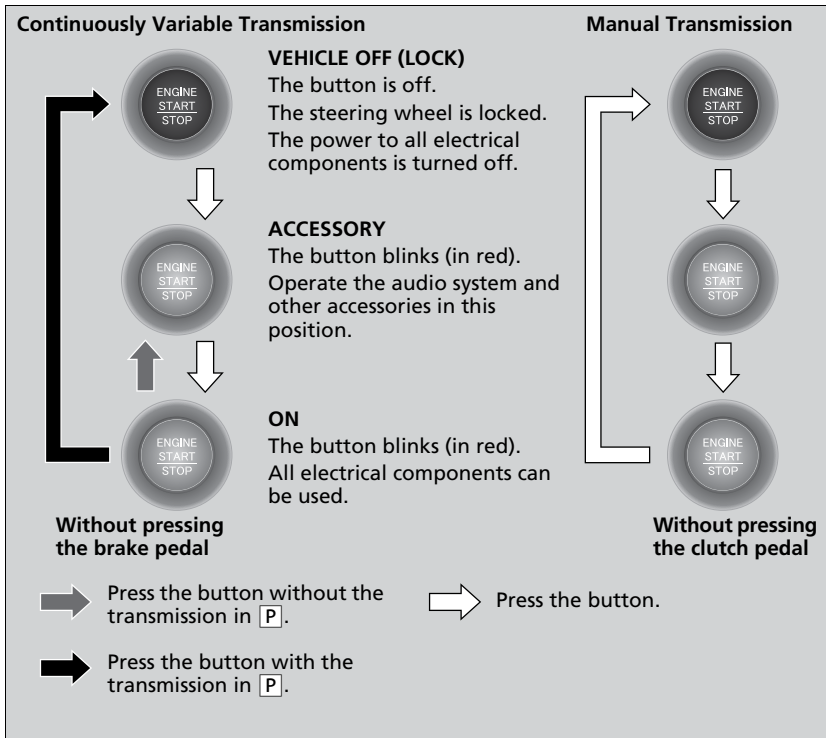 Continuously Variable Transmission
Manual Transmission
ENGINE
START
STOP
VEHICLE OFF (LOCK)
The button is off.
The steering wheel is locked.
The power to all electrical
components is turned off.
ENGINE
START
STOP
ENGINE
START
STOP
ACCESSORY
The button blinks (in red).
Operate the audio system and
other accessories in this
position.
ENGINE
START
STOP
ENGINE
START
STOP
ON
The button blinks (in red).
All electrical components can
be used.
ENGINE
START
STOP
Without pressing
the brake pedal
Without pressing
the clutch pedal
Press the button without the
transmission in P.
Press the button.
Press the button with the
transmission in P.